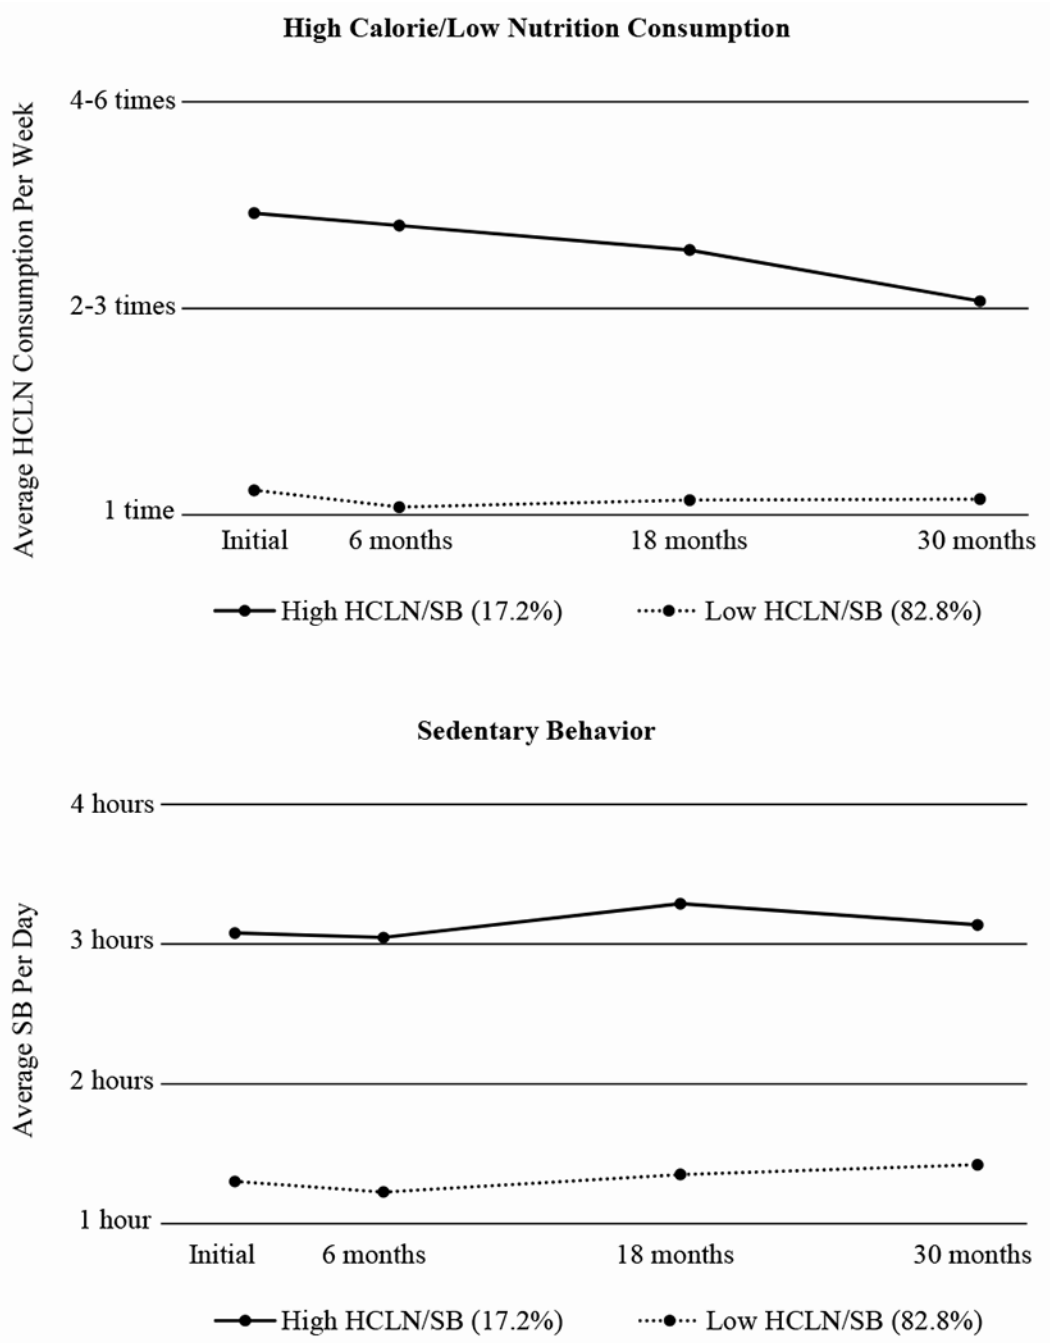 High Calorie/Low Nutrition Consumption
Average HCLN Consumption Per Week
4-6 times
2-3 times
1 time
Initial 6 months 18 months 30 months
High HCLN/SB (17.2%) Low HCLN/SB (82.8%)
Sedentary Behavior
Average SB Per Day
4 hours
3 hours
2 hours
1 hour
Initial 6 months 18 months 30 months
High HCLN/SB (17.2%) Low HCLN/SB (82.8%)